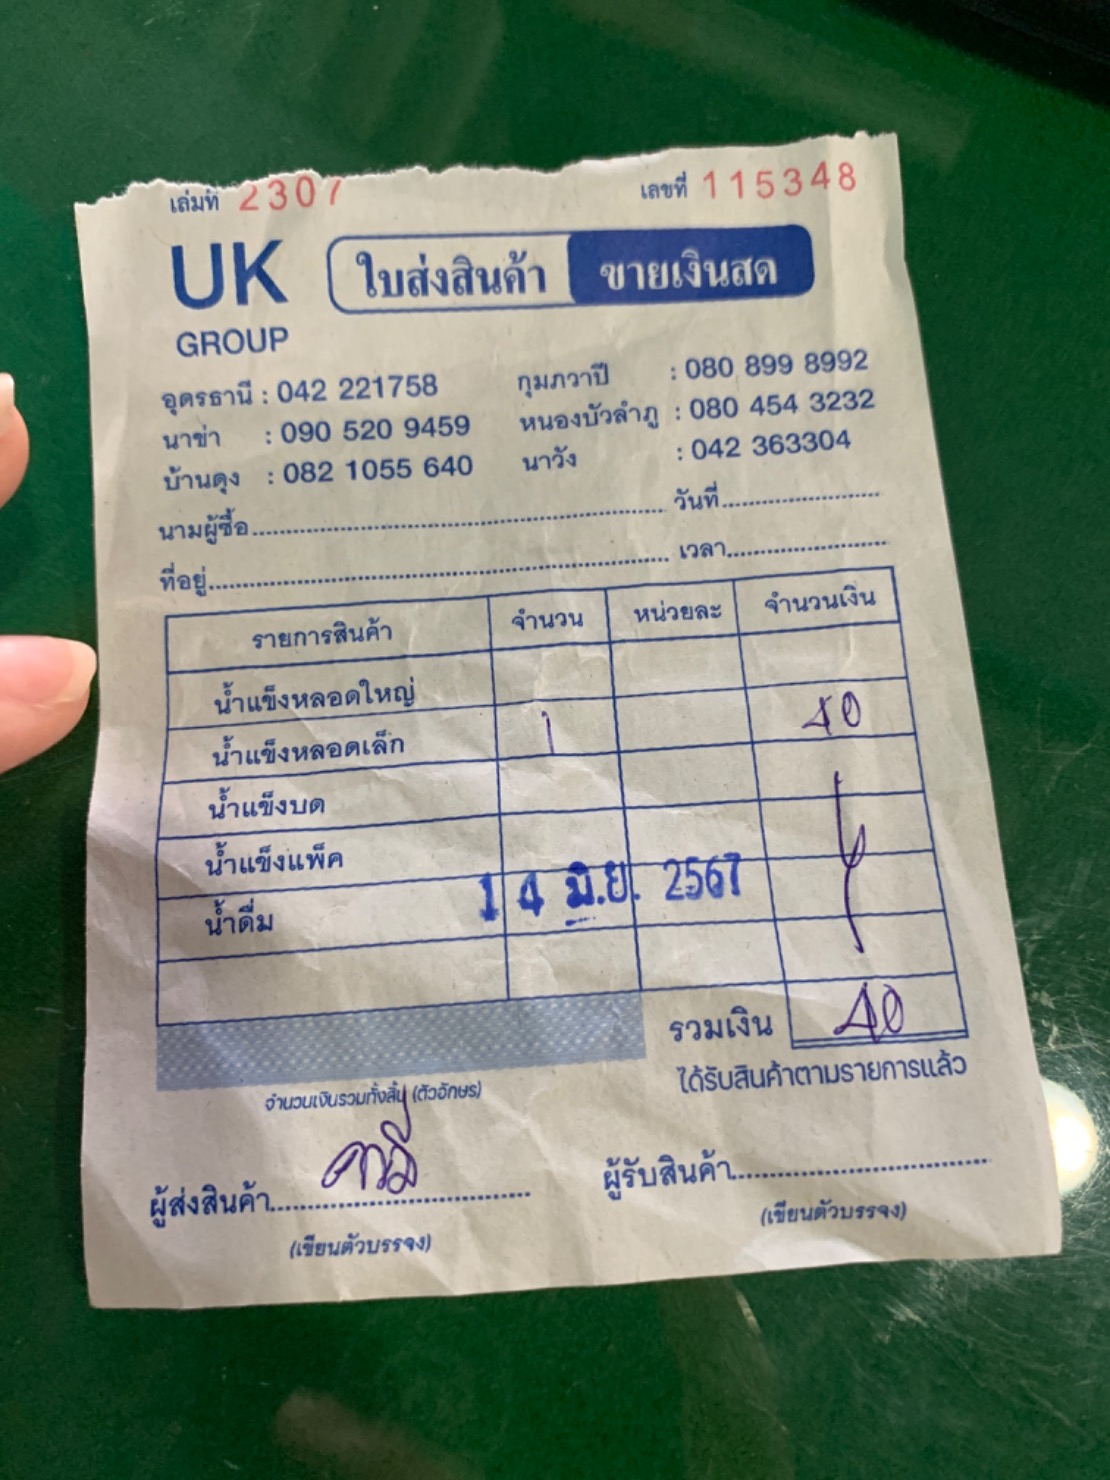 เล่มที่ 2307 เลขที่ 115348
UK ใบส่งสินค้า ขายเงินสด
GROUP
อุดรธานี : 042 221758 กุมภวาปี : 080 899 8992
นาข่า : 090 520 9459 หนองบัวลำภู : 080 454 3232
บ้านดุง : 082 1055 640 นาวัง : 042 363304
นามผู้ซื้อ วันที่
ที่อยู่ เวลา
รายการสินค้า จำนวน หน่วยละ จำนวนเงิน
น้ำแข็งหลอดใหญ่
น้ำแข็งหลอดเล็ก 1 40
น้ำแข็งบด
น้ำแข็งแพ็ค
น้ำดื่ม 14 มิ.ย. 2567
รวมเงิน 40
จำนวนเงินรวมทั้งสิ้น (ตัวอักษร) ได้รับสินค้าตามรายการแล้ว
ผู้ส่งสินค้า ผู้รับสินค้า
(เขียนตัวบรรจง) (เขียนตัวบรรจง)